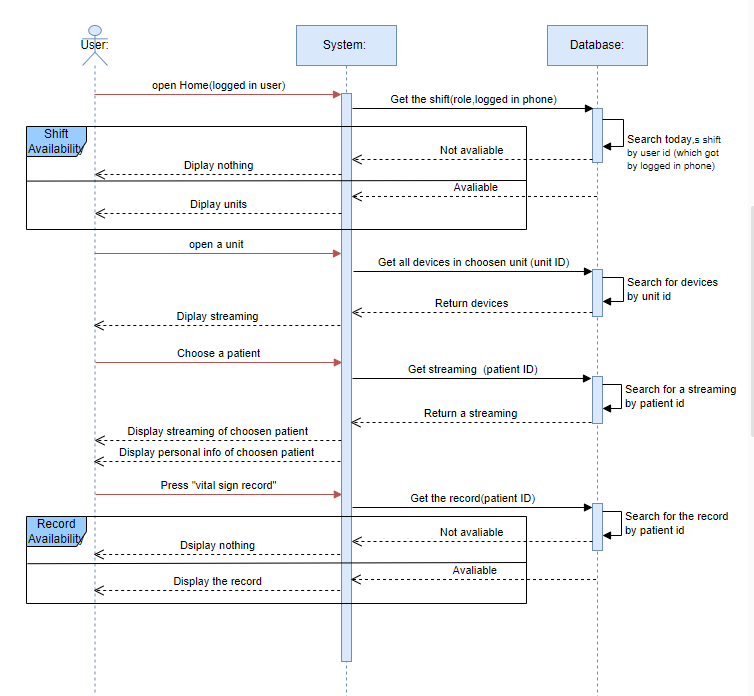 User:
System:
Database:
open Home(logged in user)
Get the shift(role,logged in phone)
Shift
Availability
Search today,s shift
by user id (which got
by logged in phone)
Not avaliable
Diplay nothing
Avaliable
Diplay units
open a unit
Get all devices in choosen unit (unit ID)
Search for devices
by unit id
Return devices
Diplay streaming
Choose a patient
Get streaming (patient ID)
Search for a streaming
by patient id
Return a streaming
Display streaming of choosen patient
Display personal info of choosen patient
Press "vital sign record"
Get the record(patient ID)
Record
Availability
Search for the record
by patient id
Not avaliable
Dsiplay nothing
Avaliable
Display the record